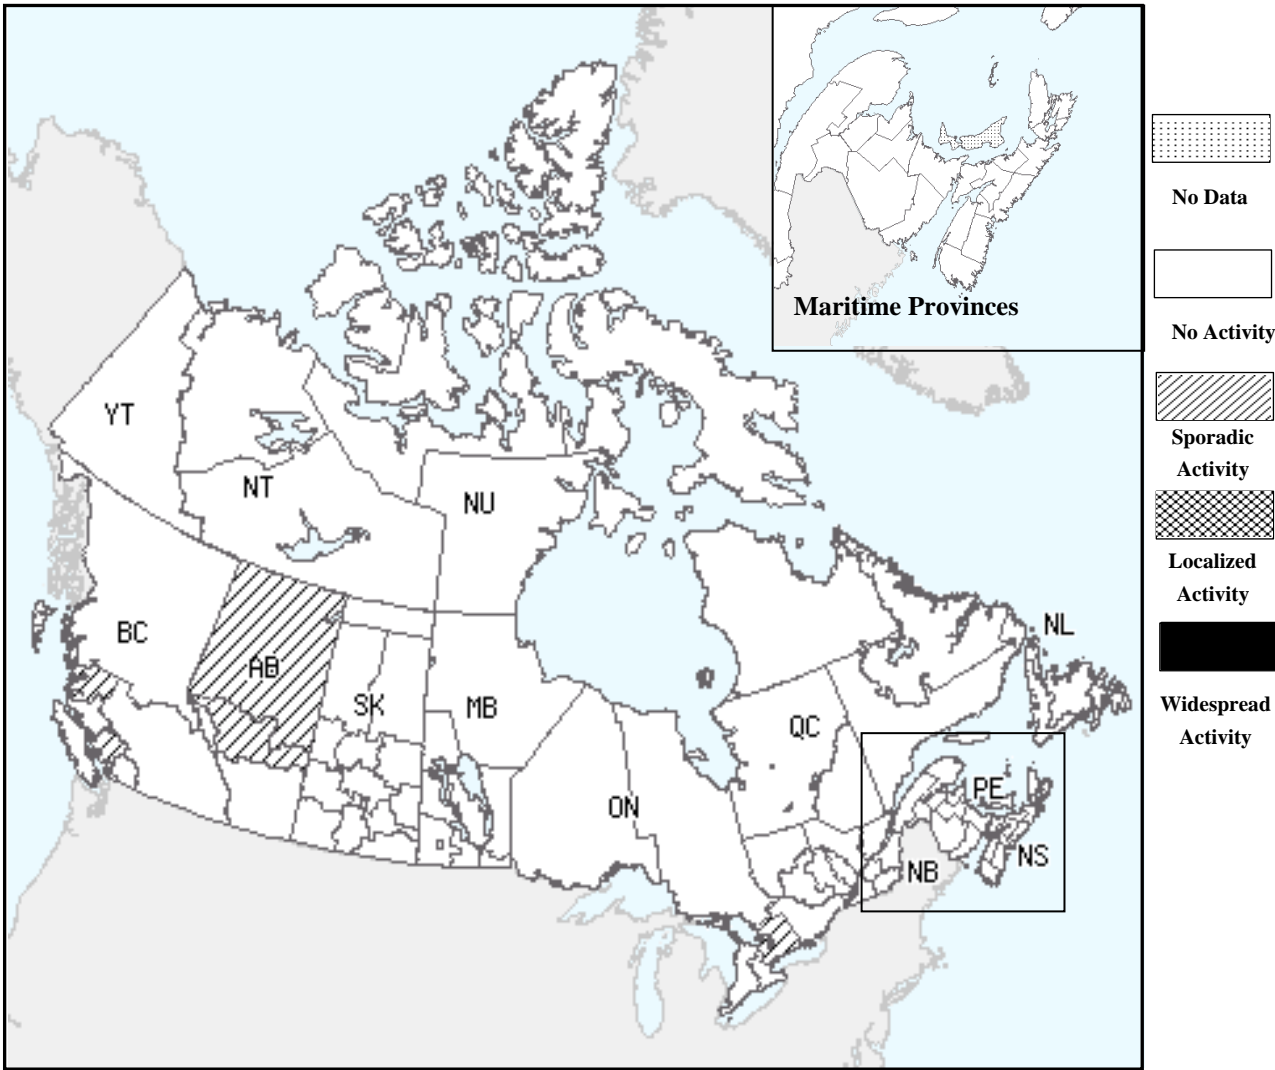 Maritime Provinces
No Data
No Activity
Sporadic
Activity
Localized
Activity
Widespread
Activity
YT
NT
NU
BC
AB
SK
MB
ON
QC
NL
PE
NB
NS